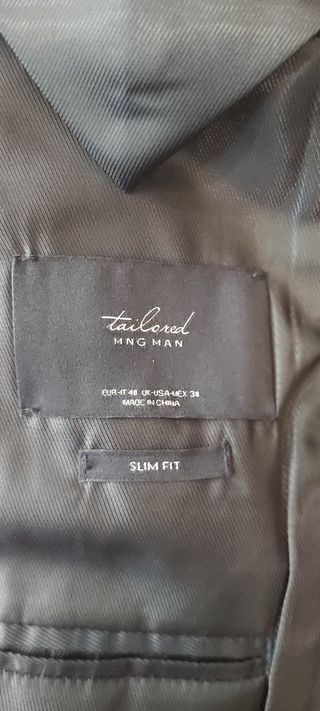 tailored
MNG MAN
EUR-IT 48 UK-USA-MEX 38
MADE IN CHINA
SLIM FIT